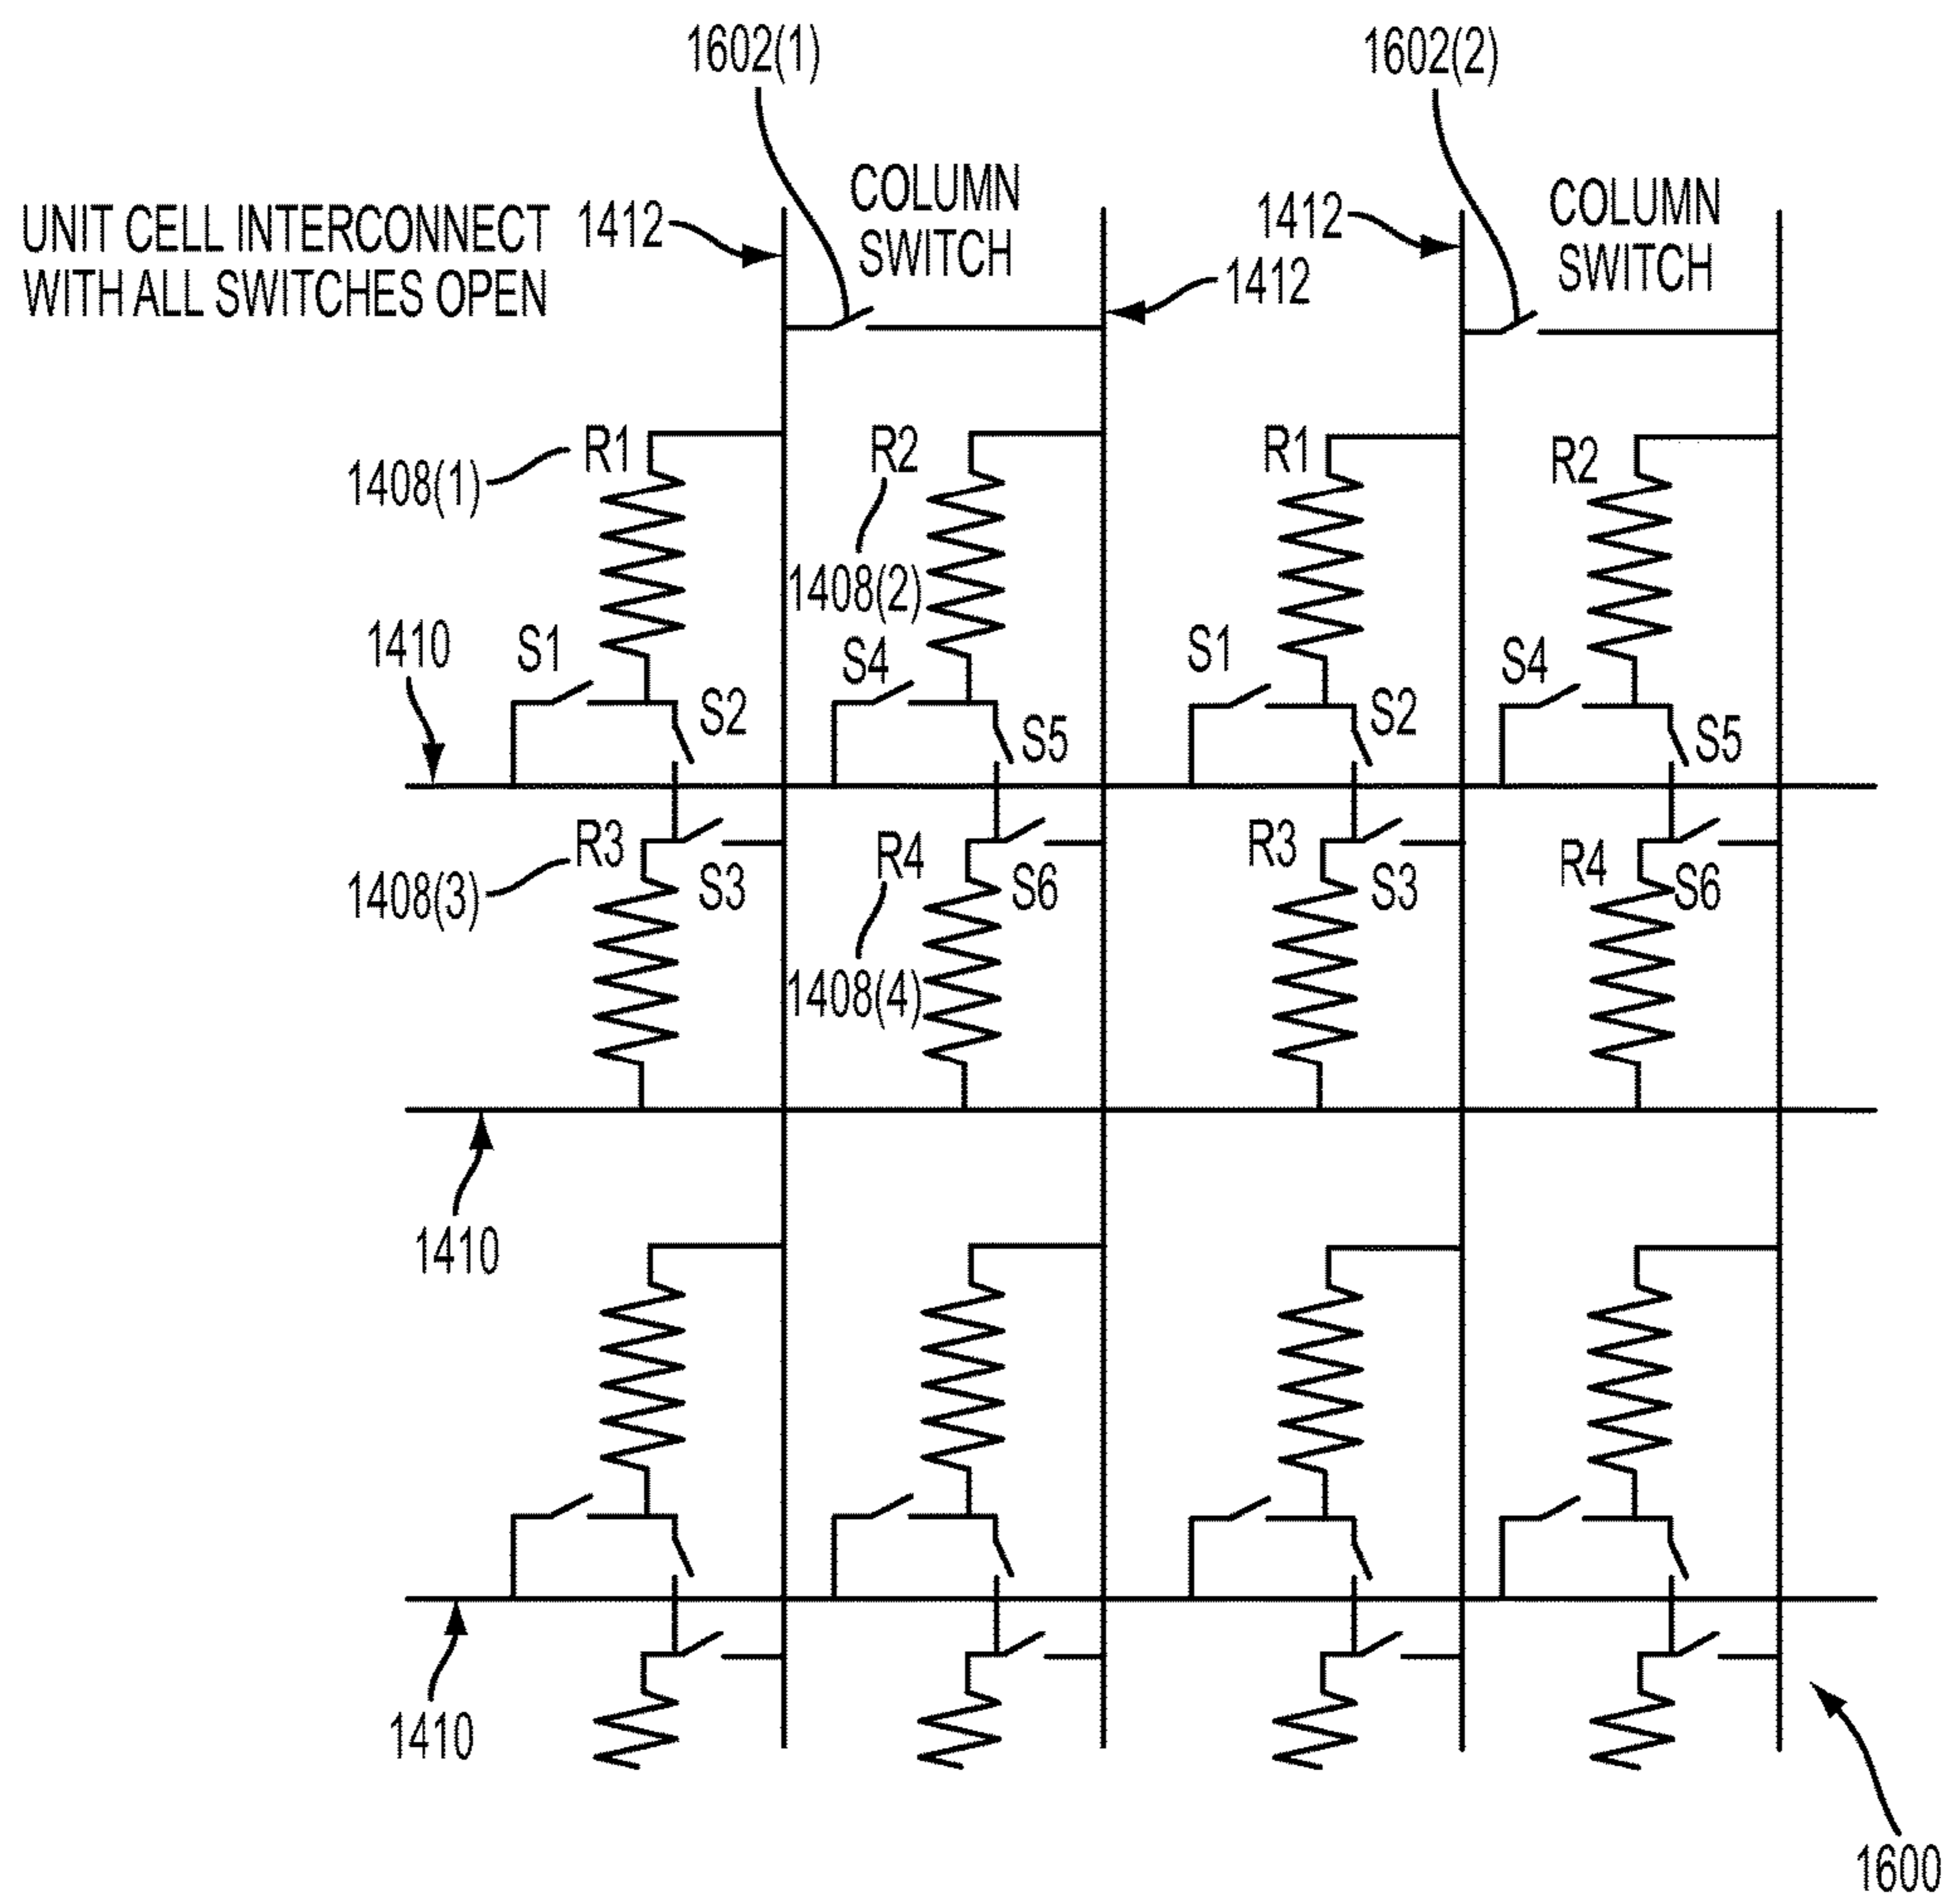 1602(1)
1602(2)
COLUMN
SWITCH
COLUMN
SWITCH
UNIT CELL INTERCONNECT
WITH ALL SWITCHES OPEN
1412
1412
1412
R1
1408(1)
R2
1408(2)
R1
R2
1410
S1
S2
S4
S5
S1
S2
S4
S5
R3
1408(3)
S3
R4
1408(4)
S6
R3
S3
R4
S6
1410
1410
1600